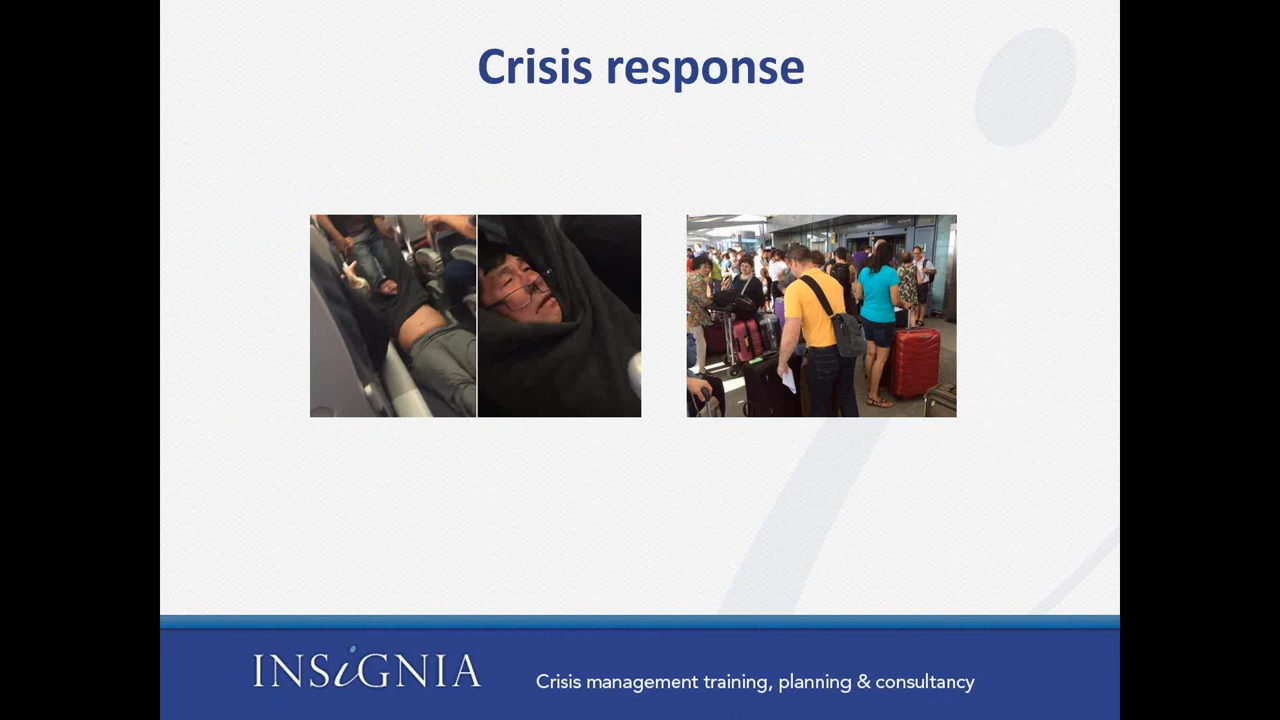 Crisis response
INSiGNIA
Crisis management training, planning & consultancy